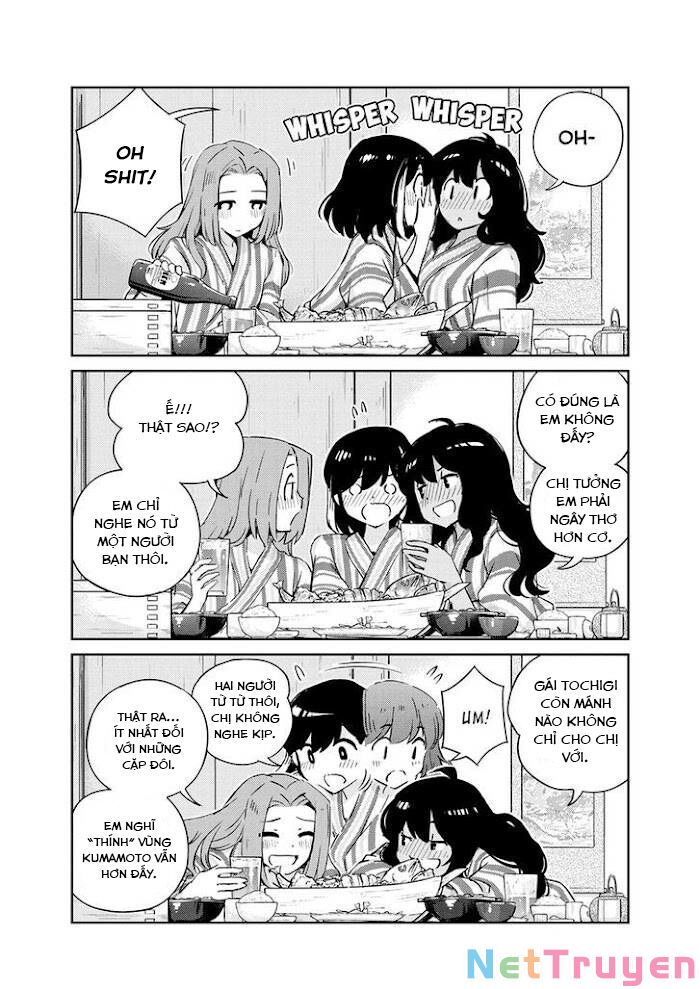 OH-
WHISPER WHISPER
OH
SHIT!
CÓ ĐÚNG LÀ
EM KHÔNG
ĐẤY?
CHỊ TƯỞNG
EM PHẢI
NGÂY THƠ
HƠN CƠ.
Ế!!!
THẬT SAO!?
EM CHỈ
NGHE NÓ TỪ
MỘT NGƯỜI
BẠN THÔI.
GÁI TOCHIGI
CÒN MÁNH
NÀO KHÔNG
CHỈ CHO CHỊ
VỚI.
UM!
HAI NGƯỜI
TỪ TỪ THÔI,
CHỊ KHÔNG
NGHE KỊP.
THẬT RA...
ÍT NHẤT ĐỐI
VỚI NHỮNG
CẶP ĐÔI.
EM NGHĨ
"THÍNH" VÙNG
KUMAMOTO VẪN
HƠN ĐẤY.
NetTruyen